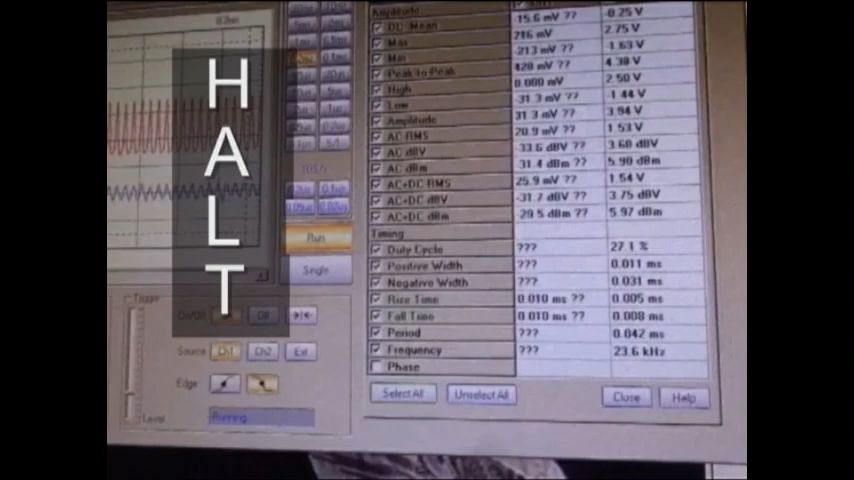 H
A
L
T
0.2ms
Run
Single
Trigger
On/Off
Off
Source Ch1 Ch2 Ext
Edge
Level
Running
Amplitude
DC Mean -15.6 mV ?? -0.25 V
Max 216 mV 2.75 V
Min -213 mV ?? -1.63 V
Peak-to-Peak 428 mV ?? 4.38 V
High 0.000 mV 2.50 V
Low -31.3 mV ?? -1.44 V
Amplitude 31.3 mV ?? 3.94 V
AC RMS 20.9 mV ?? 1.53 V
AC dBV -33.6 dBV ?? 3.68 dBV
AC dBm -31.4 dBm ?? 5.90 dBm
AC+DC RMS 25.9 mV ?? 1.54 V
AC+DC dBV -31.7 dBV ?? 3.75 dBV
AC+DC dBm -29.5 dBm ?? 5.97 dBm
Timing
Duty Cycle ??? 27.1 %
Positive Width ??? 0.011 ms
Negative Width ??? 0.031 ms
Rise Time 0.010 ms ?? 0.005 ms
Fall Time 0.010 ms ?? 0.008 ms
Period ??? 0.042 ms
Frequency ??? 23.6 kHz
Phase
Select All Unselect All Close Help